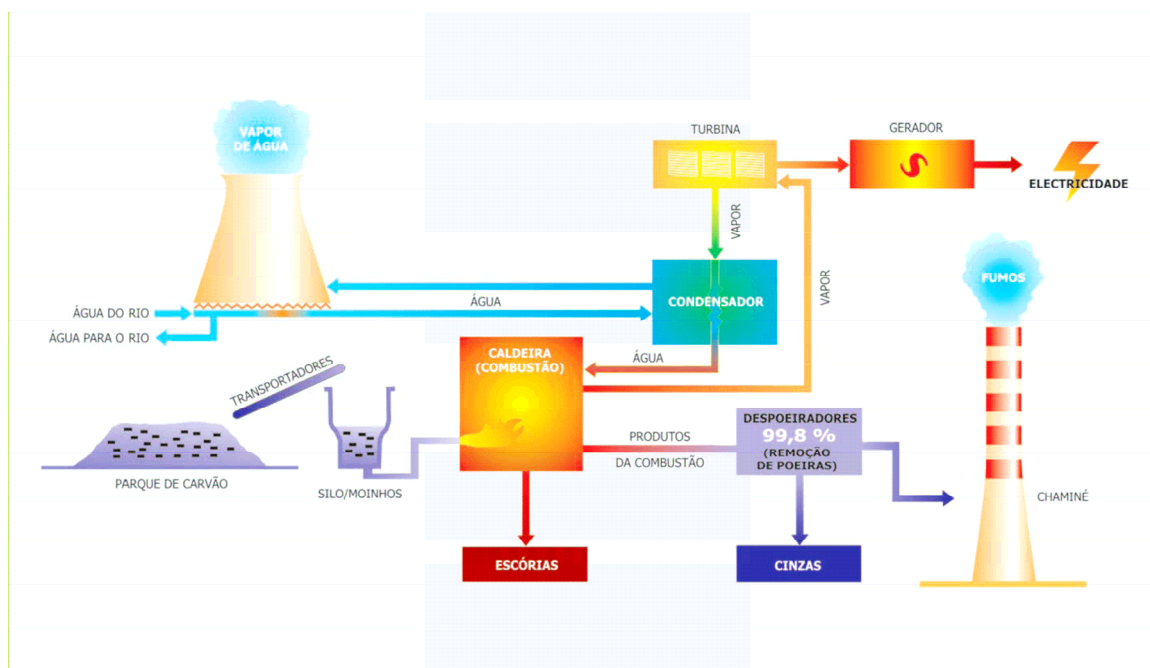 VAPOR
DE ÁGUA
TURBINA
GERADOR
ELECTRICIDADE
VAPOR
VAPOR
CONDENSADOR
FUMOS
ÁGUA DO RIO
ÁGUA
ÁGUA PARA O RIO
ÁGUA
CALDEIRA
(COMBUSTÃO)
TRANSPORTADORES
DESPOEIRADORES
99,8 %
(REMOÇÃO
DE POEIRAS)
PRODUTOS
DA COMBUSTÃO
PARQUE DE CARVÃO
SILO/MOINHOS
CHAMINÉ
ESCÓRIAS
CINZAS